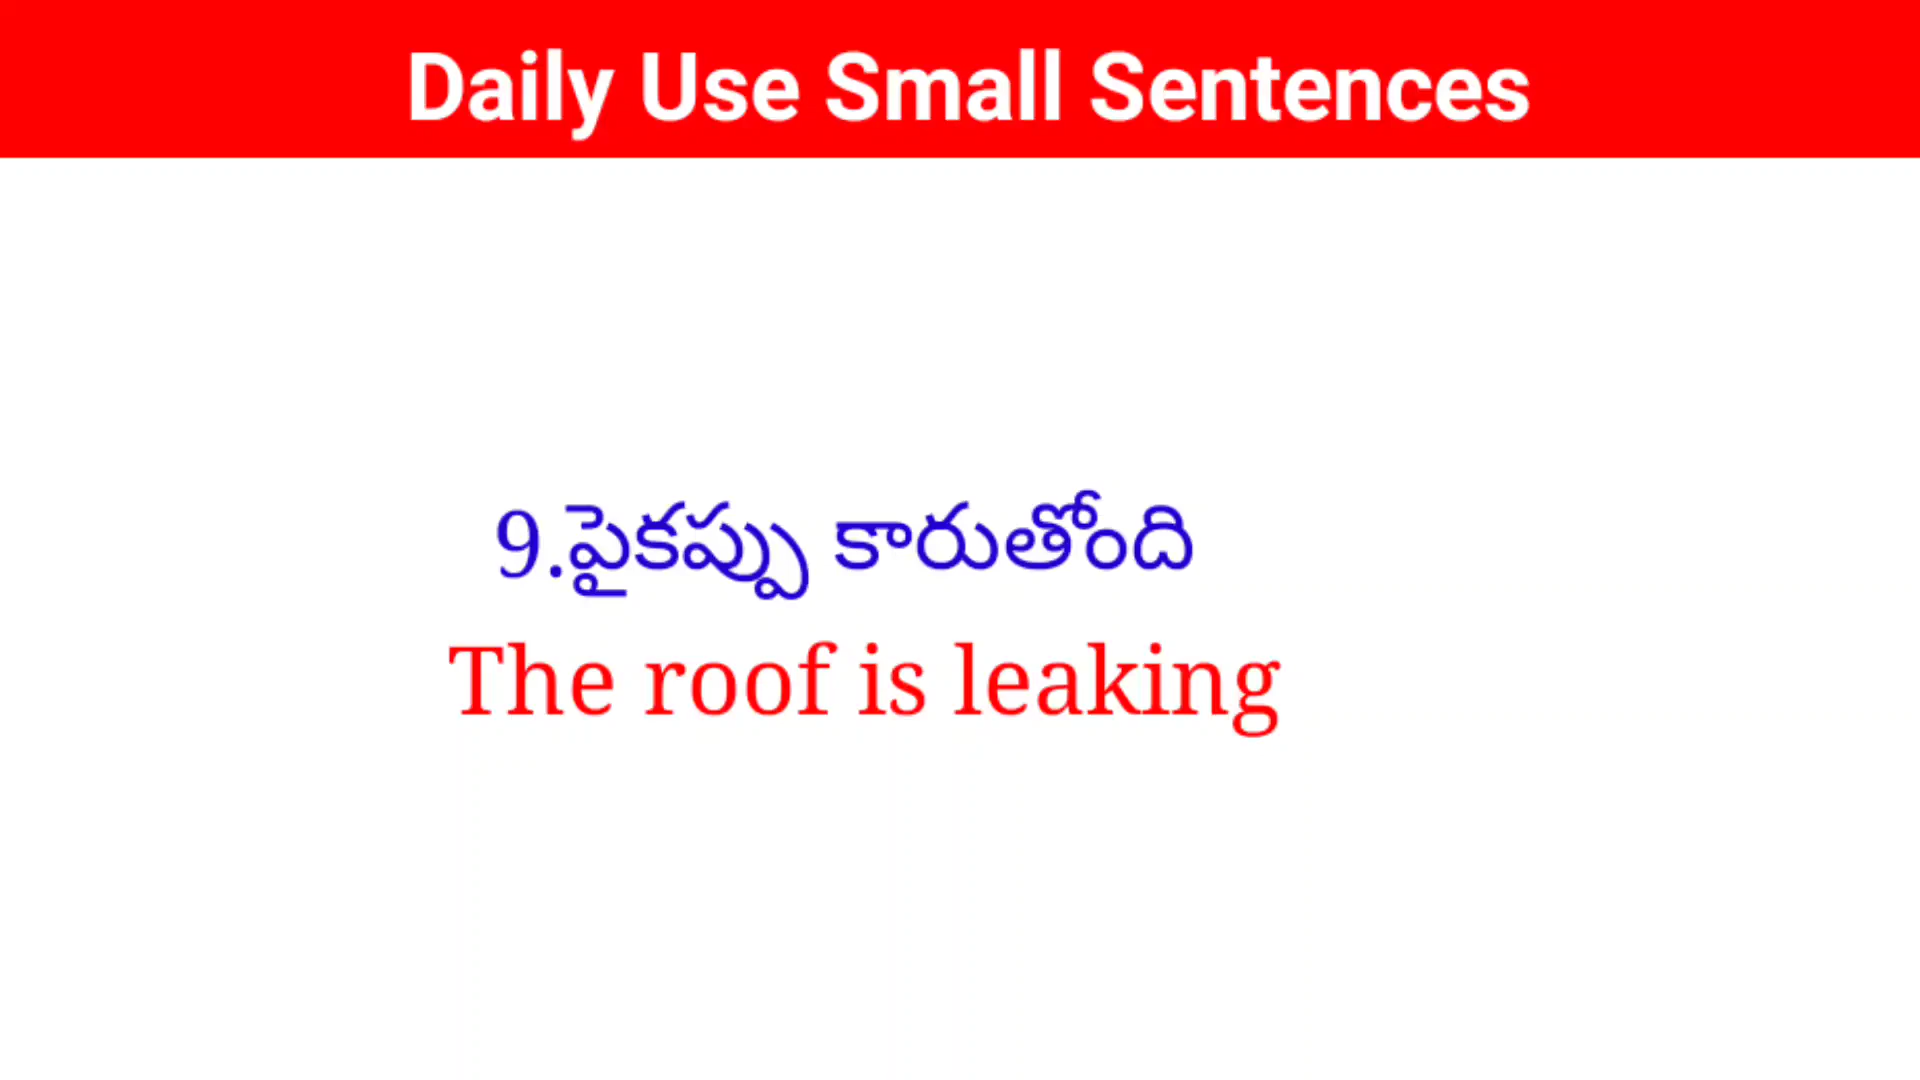 Daily Use Small Sentences
9.పైకప్పు కారుతోంది
The roof is leaking